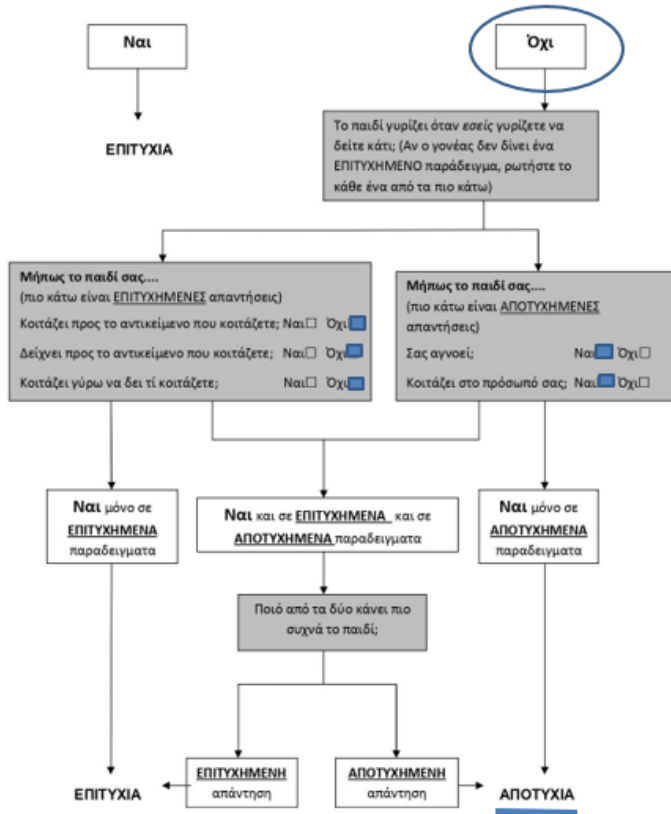 Ναι
Όχι
ΕΠΙΤΥΧΙΑ
Το παιδί γυρίζει όταν εσείς γυρίζετε να
δείτε κάτι; (Αν ο γονέας δεν δίνει ένα
ΕΠΙΤΥΧΗΜΕΝΟ παράδειγμα, ρωτήστε το
κάθε ένα από τα πιο κάτω)
Μήπως το παιδί σας....
(πιο κάτω είναι ΕΠΙΤΥΧΗΜΕΝΕΣ απαντήσεις)
Κοιτάζει προς το αντικείμενο που κοιτάζετε; Ναι☐ Όχι
Δείχνει προς το αντικείμενο που κοιτάζετε; Ναι☐ Όχι
Κοιτάζει γύρω να δει τί κοιτάζετε; Ναι☐ Όχι
Μήπως το παιδί σας....
(πιο κάτω είναι ΑΠΟΤΥΧΗΜΕΝΕΣ
απαντήσεις)
Σας αγνοεί; Ναι Όχι☐
Κοιτάζει στο πρόσωπό σας; Ναι Όχι☐
Ναι μόνο σε
ΕΠΙΤΥΧΗΜΕΝΑ
παραδειγματα
Ναι και σε ΕΠΙΤΥΧΗΜΕΝΑ και σε
ΑΠΟΤΥΧΗΜΕΝΑ παραδειγματα
Ναι μόνο σε
ΑΠΟΤΥΧΗΜΕΝΑ
παραδειγματα
Ποιό από τα δύο κάνει πιο
συχνά το παιδί;
ΕΠΙΤΥΧΙΑ
ΕΠΙΤΥΧΗΜΕΝΗ
απάντηση
ΑΠΟΤΥΧΗΜΕΝΗ
απάντηση
ΑΠΟΤΥΧΙΑ